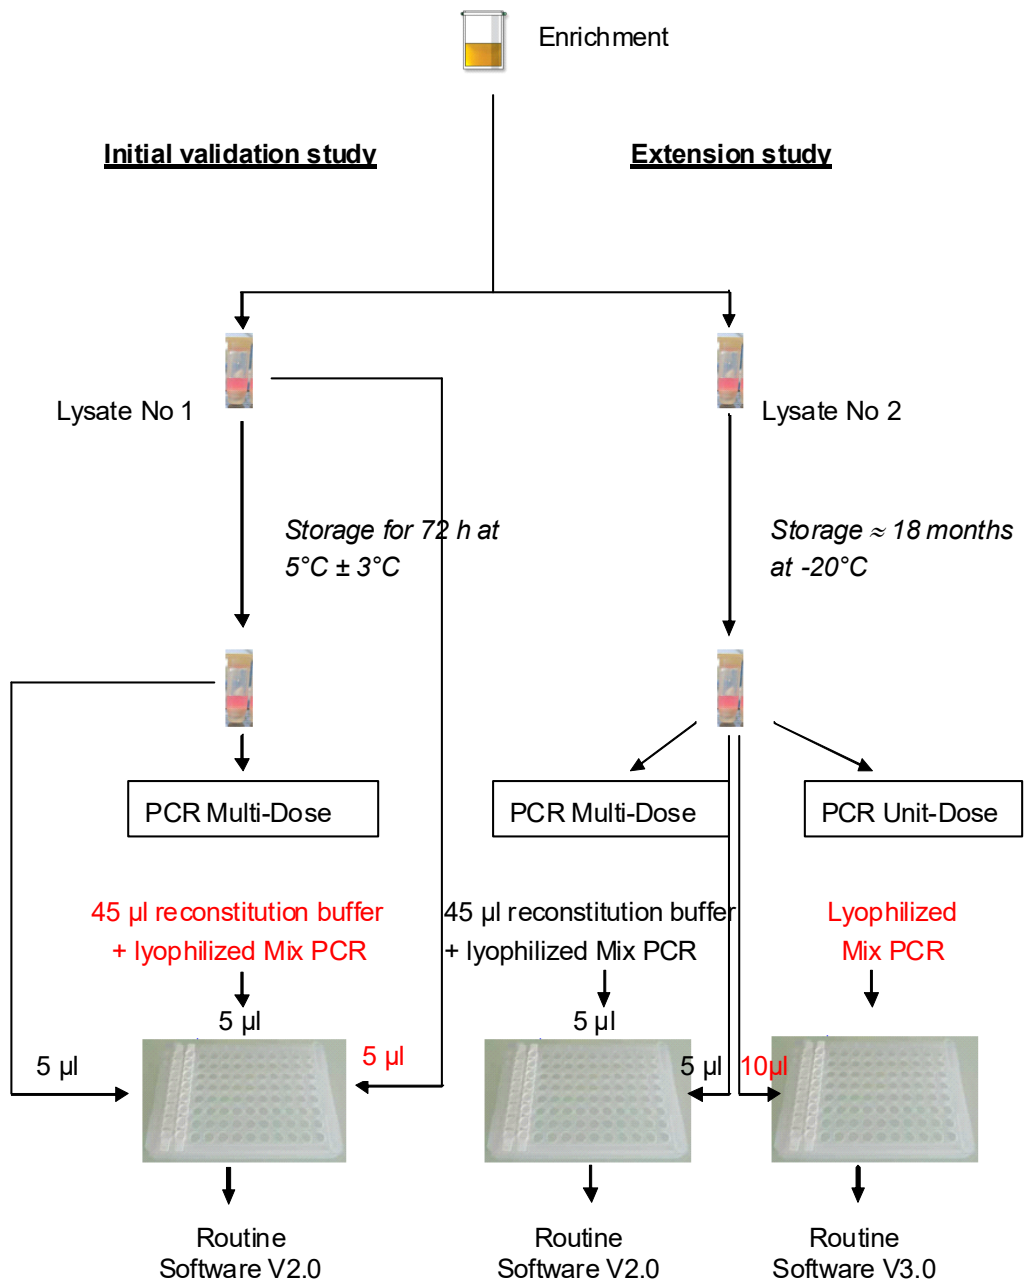 Enrichment
Initial validation study
Extension study
Lysate No 1
Lysate No 2
Storage for 72 h at
5°C ± 3°C
Storage ≈ 18 months
at -20°C
PCR Multi-Dose
PCR Multi-Dose
PCR Unit-Dose
45 µl reconstitution buffer
+ lyophilized Mix PCR
45 µl reconstitution buffer
+ lyophilized Mix PCR
Lyophilized
Mix PCR
5 µl
5 µl
5 µl
5 µl
5 µl
10µl
Routine
Software V2.0
Routine
Software V2.0
Routine
Software V3.0